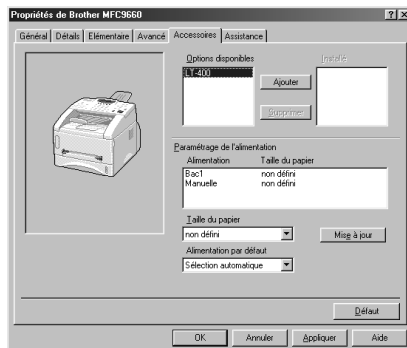 Propriétés de Brother MFC9660
Général Détails Elémentaire Avancé Accessoires Assistance
Options disponibles
Installé
LT-400
Ajouter
Supprimer
Paramétrage de l'alimentation
Alimentation Taille du papier
Bac1 non défini
Manuelle non défini
Taille du papier
non défini
Mise à jour
Alimentation par défaut
Sélection automatique
Défaut
OK Annuler Appliquer Aide